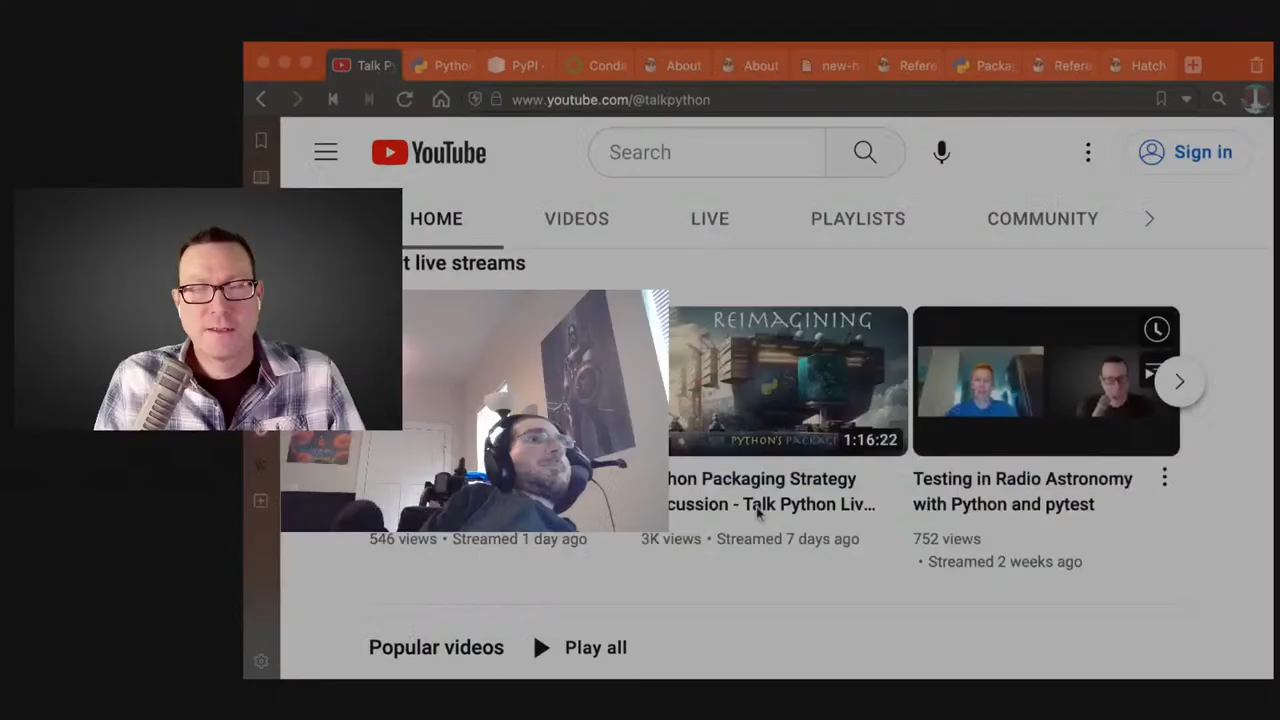 Talk P
Pytho
PyPI ·
Conda
About
About
new-h
Refere
Packa
Refere
Hatch
www.youtube.com/@talkpython
YouTube
Search
Sign in
HOME
VIDEOS
LIVE
PLAYLISTS
COMMUNITY
t live streams
REIMAGINING
PYTHON'S PACKAG
1:16:22
hon Packaging Strategy
cussion - Talk Python Liv...
Testing in Radio Astronomy
with Python and pytest
546 views • Streamed 1 day ago
3K views • Streamed 7 days ago
752 views
• Streamed 2 weeks ago
Popular videos
Play all